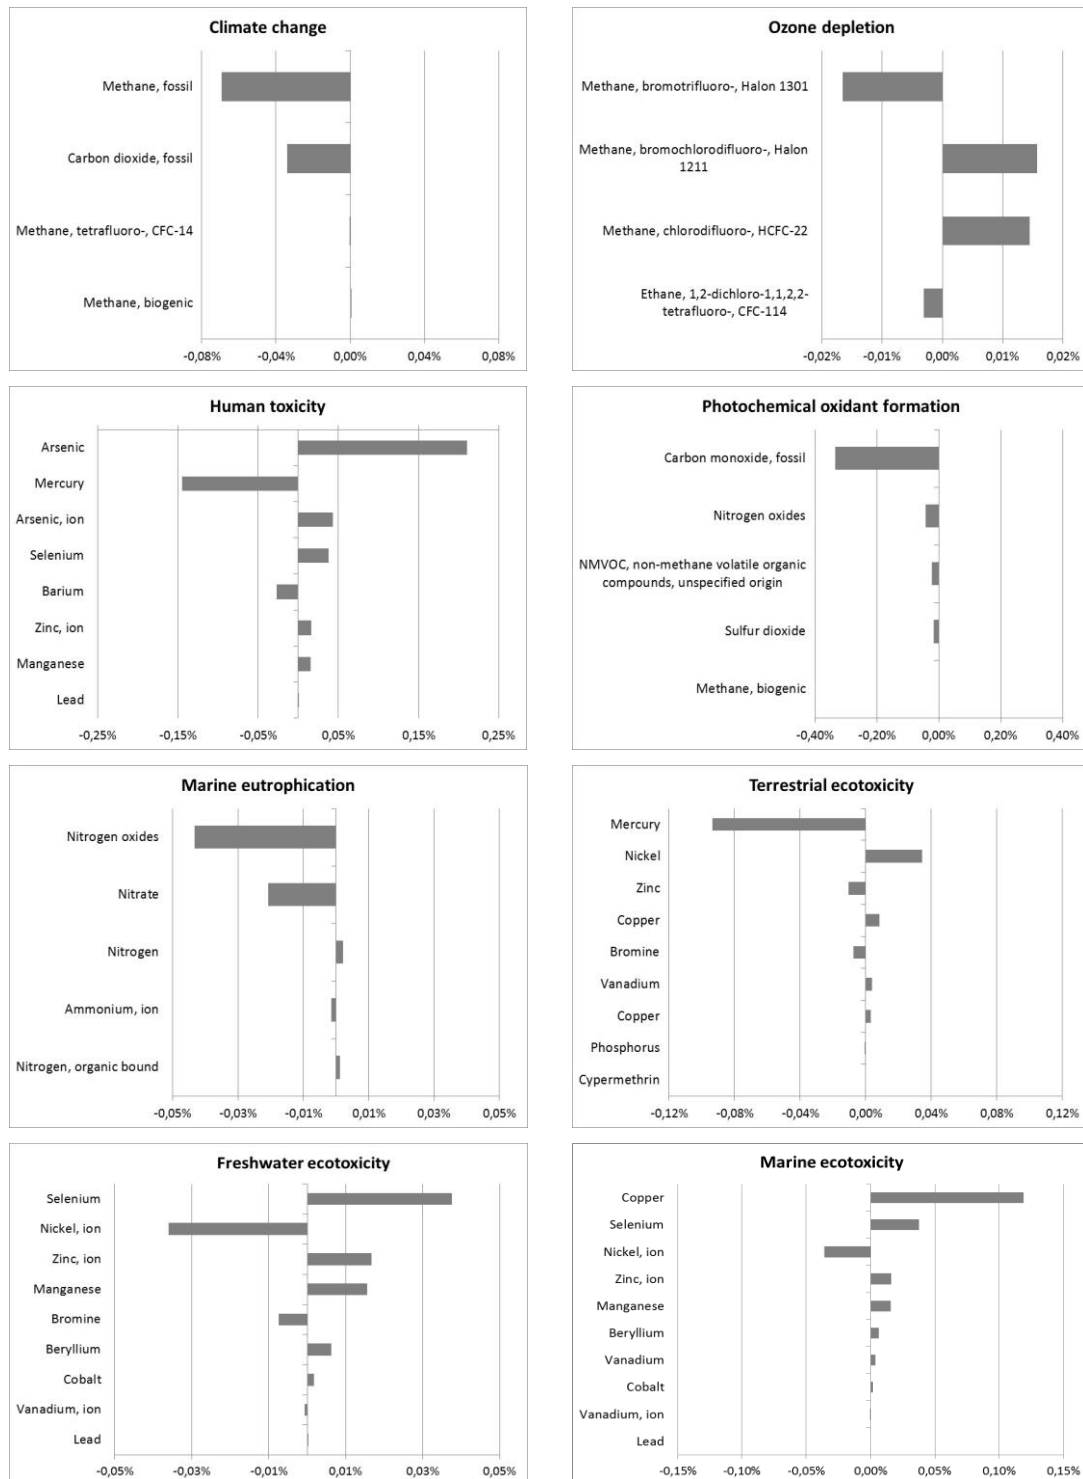 Climate change
Methane, fossil
Carbon dioxide, fossil
Methane, tetrafluoro-, CFC-14
Methane, biogenic
-0,08% -0,04% 0,00% 0,04% 0,08%
Ozone depletion
Methane, bromotrifluoro-, Halon 1301
Methane, bromochlorodifluoro-, Halon
1211
Methane, chlorodifluoro-, HCFC-22
Ethane, 1,2-dichloro-1,1,2,2-
tetrafluoro-, CFC-114
-0,02% -0,01% 0,00% 0,01% 0,02%
Human toxicity
Arsenic
Mercury
Arsenic, ion
Selenium
Barium
Zinc, ion
Manganese
Lead
-0,25% -0,15% -0,05% 0,05% 0,15% 0,25%
Photochemical oxidant formation
Carbon monoxide, fossil
Nitrogen oxides
NMVOC, non-methane volatile organic
compounds, unspecified origin
Sulfur dioxide
Methane, biogenic
-0,40% -0,20% 0,00% 0,20% 0,40%
Marine eutrophication
Nitrogen oxides
Nitrate
Nitrogen
Ammonium, ion
Nitrogen, organic bound
-0,05% -0,03% -0,01% 0,01% 0,03% 0,05%
Terrestrial ecotoxicity
Mercury
Nickel
Zinc
Copper
Bromine
Vanadium
Copper
Phosphorus
Cypermethrin
-0,12% -0,08% -0,04% 0,00% 0,04% 0,08% 0,12%
Freshwater ecotoxicity
Selenium
Nickel, ion
Zinc, ion
Manganese
Bromine
Beryllium
Cobalt
Vanadium, ion
Lead
-0,05% -0,03% -0,01% 0,01% 0,03% 0,05%
Marine ecotoxicity
Copper
Selenium
Nickel, ion
Zinc, ion
Manganese
Beryllium
Vanadium
Cobalt
Vanadium, ion
Lead
-0,15% -0,10% -0,05% 0,00% 0,05% 0,10% 0,15%